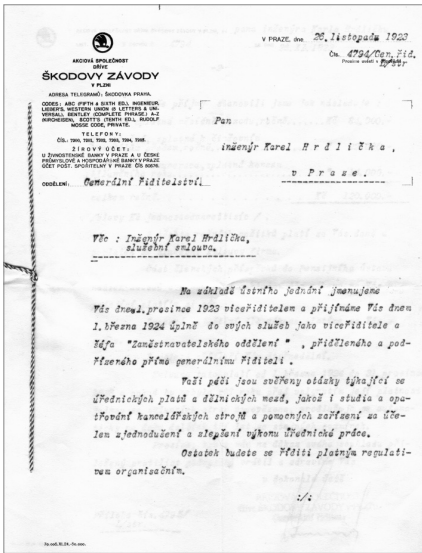 V PRAZE, dne 26. listopadu 1923
Čís. 4794/Gen. řid.
AKCIOVÁ SPOLEČNOST
DŘÍVE
ŠKODOVY ZÁVODY
V PLZNI
ADRESA TELEGRAMŮ: ŠKODOVKA PRAHA.
CODES: ABC (FIFTH & SIXTH ED.), INGENIEUR,
LIEBER'S, WESTERN UNION (5 LETTERS & UNI-
VERSAL), BENTLEY (COMPLETE PHRASE) A-Z
(KIRCHEISEN), SCOTT'S (TENTH ED.), RUDOLF
MOSSE CODE, PRIVATE.
TELEFONY:
ŽIROVÝ ÚČET:
U ŽIVNOSTENSKÉ BANKY V PRAZE A U ČESKÉ
PRŮMYSLOVÉ A HOSPODÁŘSKÉ BANKY V PRAZE
ÚČET POŠT. SPOŘITELNY V PRAZE
ODDĚLENÍ: Generální ředitelství.
Pan
inženýr Karel Hrdlička,
v Praze.
Věc : Inženýr Karel Hrdlička,
služební smlouva.
Na základě ústního jednání jmenujeme
Vás dnem 1. prosince 1923 viceředitelem a přijímáme Vás dnem
1. března 1924 úplně do svých služeb jako viceředitele a
šéfa "Zaměstnavatelského oddělení " , přiděleného a pod-
řízeného přímo generálnímu řediteli .
Vaší péči jsou svěřeny otázky týkající se
úřednických platů a dělnických mezd, jakož i studia a opa-
třování kancelářských strojů a pomocných zařízení za úče-
lem zjednodušení a zlepšení výkonu úřednické práce.
Ostatek budete se říditi platným regulati-
vem organisačním.
:/: